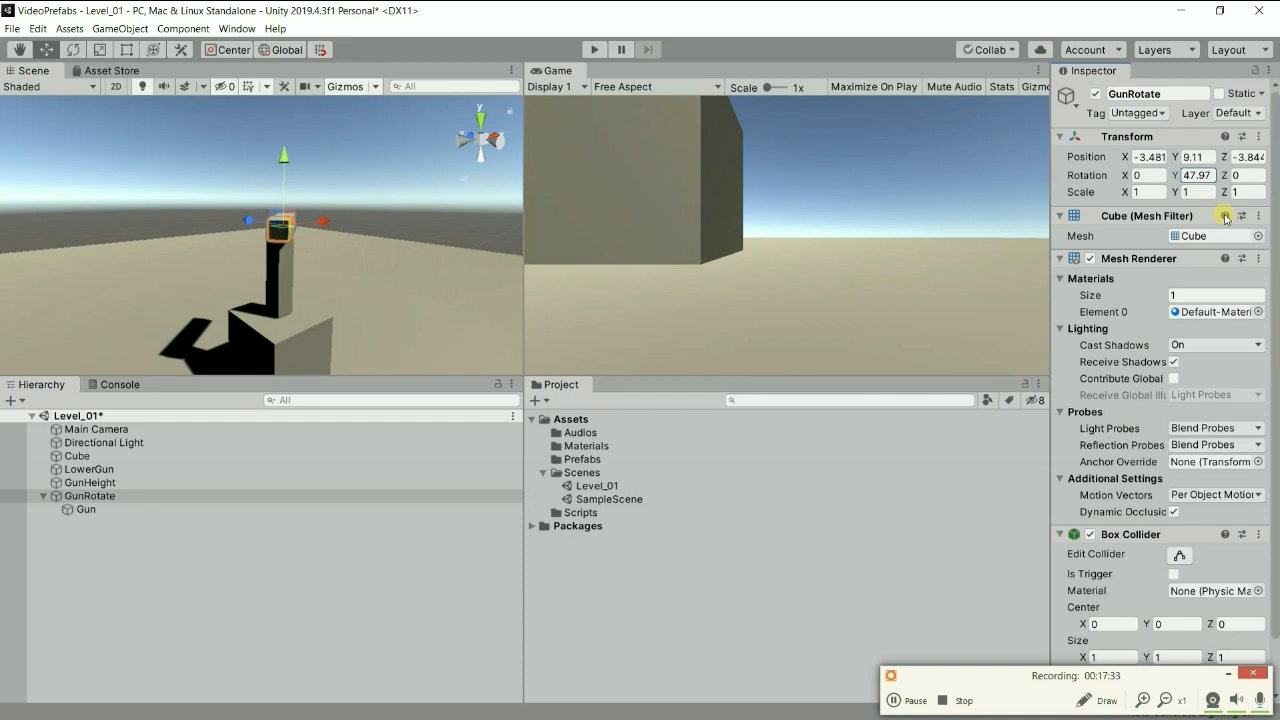 VideoPrefabs - Level_01 - PC, Mac & Linux Standalone - Unity 2019.4.3f1 Personal* <DX11>
File Edit Assets GameObject Component Window Help
Center Global Collab Account Layers Layout
Scene Asset Store Game Inspector
Shaded 2D 0 Gizmos All Display 1 Free Aspect Scale 1x Maximize On Play Mute Audio Stats Gizmo
GunRotate Static
Tag Untagged Layer Default
y
Transform
Position X -3.481 Y 9.11 Z -3.844
Rotation X 0 Y 47.97 Z 0
Scale X 1 Y 1 Z 1
Cube (Mesh Filter)
Mesh Cube
Mesh Renderer
Materials
Size 1
Element 0 Default-Materi
Lighting
Cast Shadows On
Receive Shadows
Contribute Global
Receive Global Illu Light Probes
Probes
Light Probes Blend Probes
Reflection Probes Blend Probes
Anchor Override None (Transform
Additional Settings
Motion Vectors Per Object Motion
Dynamic Occlusic
Box Collider
Edit Collider
Is Trigger
Material None (Physic Ma
Center
X 0 Y 0 Z 0
Size
X 1 Y 1 Z 1
Hierarchy Console
All
Level_01*
Main Camera
Directional Light
Cube
LowerGun
GunHeight
GunRotate
Gun
Project
8
Assets
Audios
Materials
Prefabs
Scenes
Level_01
SampleScene
Scripts
Packages
Recording: 00:17:33
Pause Stop Draw x1